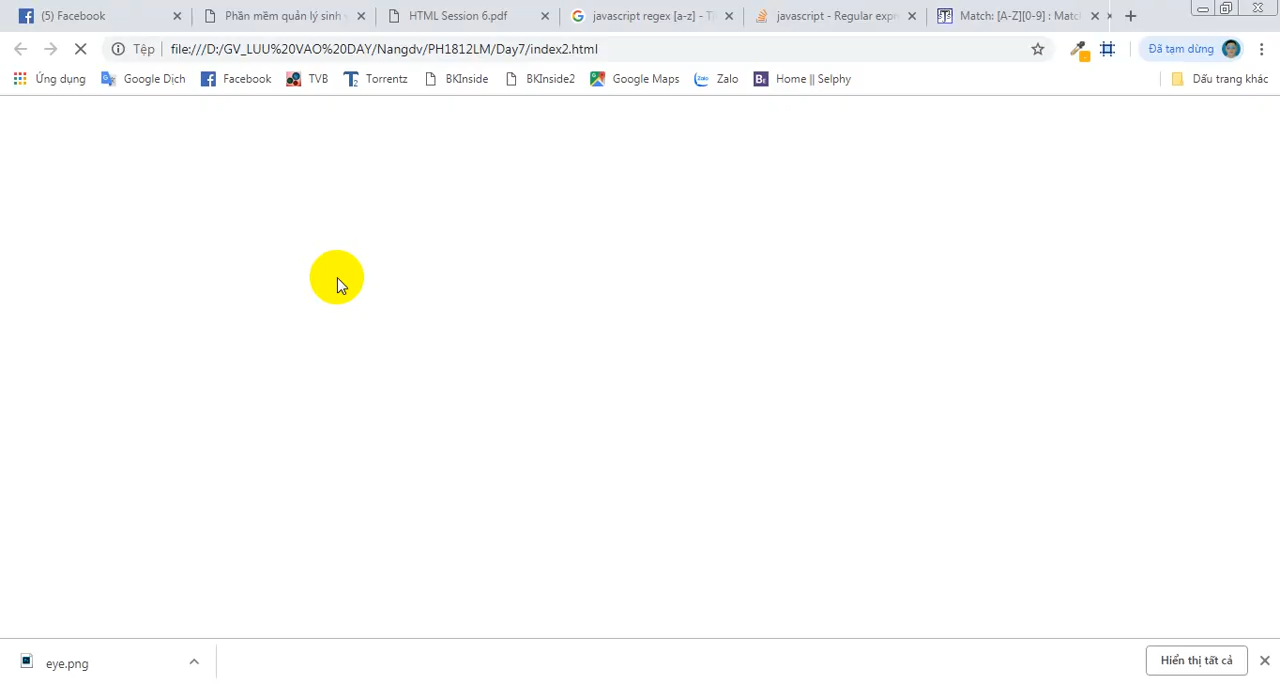 (5) Facebook
Phần mềm quản lý sinh
HTML Session 6.pdf
javascript regex [a-z] - T
javascript - Regular expr
Match: [A-Z][0-9] : Matc
Tệp
file:///D:/GV_LUU%20VAO%20DAY/Nangdv/PH1812LM/Day7/index2.html
Đã tạm dừng
Ứng dụng
Google Dịch
Facebook
TVB
Torrentz
BKInside
BKInside2
Google Maps
Zalo
Home || Selphy
Dấu trang khác
eye.png
Hiển thị tất cả